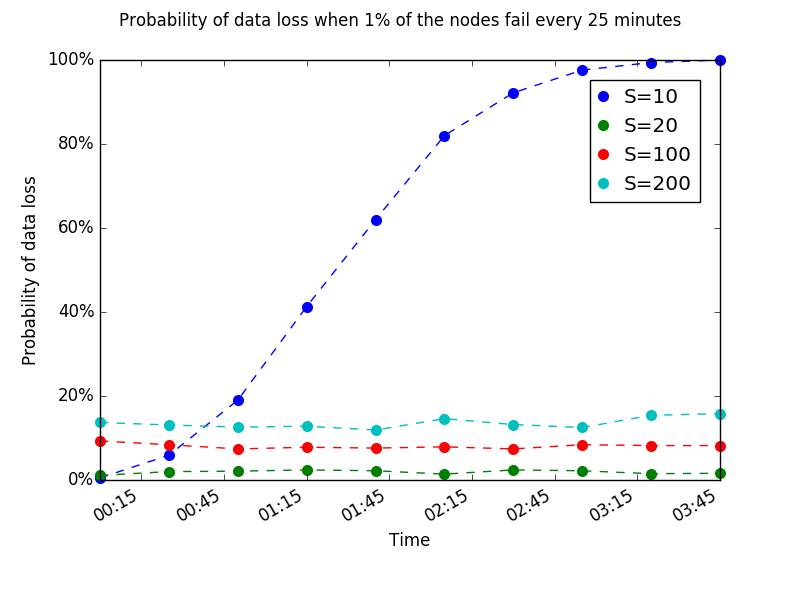 Probability of data loss when 1% of the nodes fail every 25 minutes
100%
80%
60%
40%
20%
0%
Probability of data loss
S=10
S=20
S=100
S=200
00:15
00:45
01:15
01:45
02:15
02:45
03:15
03:45
Time